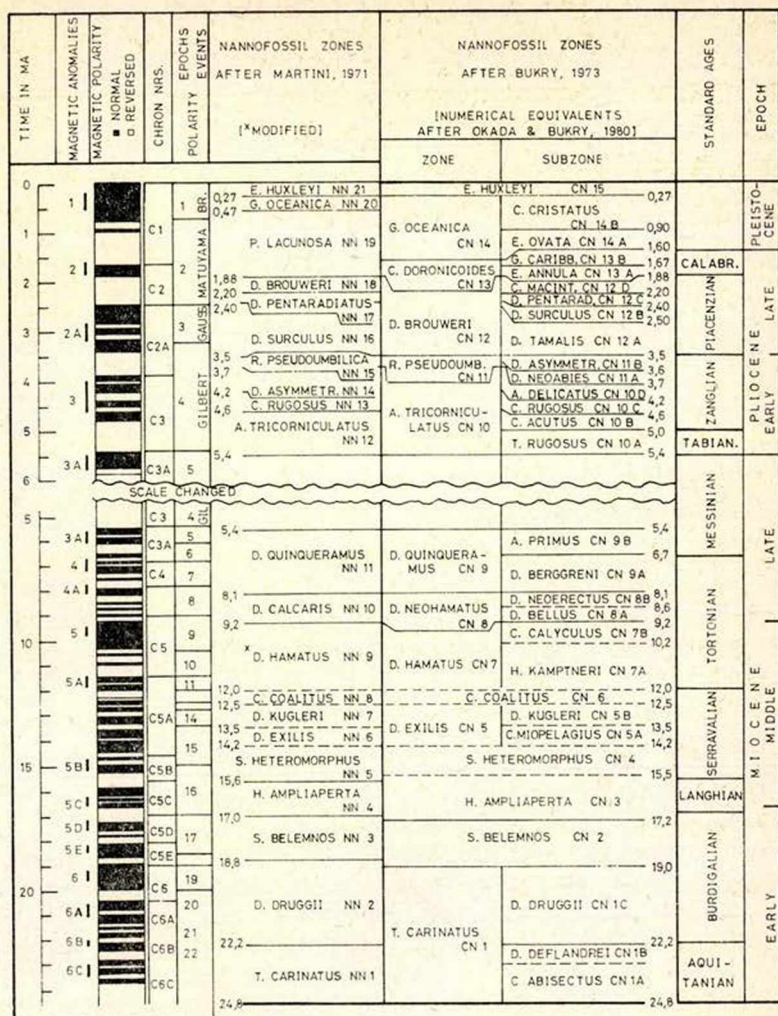 TIME IN MA
MAGNETIC ANOMALIES
MAGNETIC POLARITY
■ NORMAL
□ REVERSED
CHRON NRS.
POLARITY EPOCHS
EVENTS
NANNOFOSSIL ZONES
AFTER MARTINI, 1971
[ˣMODIFIED]
NANNOFOSSIL ZONES
AFTER BUKRY, 1973
[NUMERICAL EQUIVALENTS
AFTER OKADA & BUKRY, 1980]
ZONE
SUBZONE
STANDARD AGES
EPOCH
0
1
2
3
4
5
6
1
2
2A
3
3A
C1
C2
C2A
C3
C3A
1
2
3
4
5
BR.
MATUYAMA
GAUSS
GILBERT
E. HUXLEYI NN 21
0,27
G. OCEANICA NN 20
0,47
P. LACUNOSA NN 19
1,88
D. BROUWERI NN 18
2,20
2,40
D. PENTARADIATUS
NN 17
D. SURCULUS NN 16
3,5
R. PSEUDOUMBILICA
NN 15
3,7
D. ASYMMETR. NN 14
4,2
C. RUGOSUS NN 13
4,6
A. TRICORNICULATUS
NN 12
5,4
E. HUXLEYI CN 15
G. OCEANICA
CN 14
C. DORONICOIDES
CN 13
D. BROUWERI
CN 12
R. PSEUDOUMB.
CN 11
A. TRICORNICU-
LATUS CN 10
0,27
C. CRISTATUS
CN 14 B
0,90
E. OVATA CN 14 A
1,60
G. CARIBB. CN 13 B
1,67
E. ANNULA CN 13 A
1,88
C. MACINT. CN 12 D
2,20
D. PENTARAD. CN 12 C
2,40
D. SURCULUS CN 12 B
2,50
D. TAMALIS CN 12 A
3,5
D. ASYMMETR. CN 11 B
3,6
D. NEOABIES CN 11 A
3,7
A. DELICATUS CN 10 D
4,2
C. RUGOSUS CN 10 C
4,6
C. ACUTUS CN 10 B
5,0
T. RUGOSUS CN 10 A
5,4
CALABR.
PIACENZIAN
ZANGLIAN
TABIAN.
PLEISTO-
CENE
PLIOCENE
LATE
EARLY
SCALE CHANGED
5
10
15
20
3A
4
4A
5
5A
5B
5C
5D
5E
6
6A
6B
6C
C3
C3A
C4
C5
C5A
C5B
C5C
C5D
C5E
C6
C6A
C6B
C6C
4
GIL
5
6
7
8
9
10
11
14
15
16
17
19
20
21
22
5,4
D. QUINQUERAMUS
NN 11
8,1
D. CALCARIS NN 10
9,2
ˣD. HAMATUS NN 9
12,0
C. COALITUS NN 8
12,5
D. KUGLERI NN 7
13,5
D. EXILIS NN 6
14,2
S. HETEROMORPHUS
NN 5
15,6
H. AMPLIAPERTA
NN 4
17,0
S. BELEMNOS NN 3
18,8
D. DRUGGII NN 2
22,2
T. CARINATUS NN 1
24,8
D. QUINQUERA-
MUS CN 9
D. NEOHAMATUS
CN 8
D. HAMATUS CN 7
C. COALITUS CN 6
D. EXILIS CN 5
S. HETEROMORPHUS CN 4
H. AMPLIAPERTA CN 3
S. BELEMNOS CN 2
T. CARINATUS
CN 1
5,4
A. PRIMUS CN 9B
6,7
D. BERGGRENI CN 9A
8,1
D. NEORECTUS CN 8B
8,6
D. BELLUS CN 8A
9,2
C. CALYCULUS CN 7B
10,2
H. KAMPTNERI CN 7A
12,0
12,5
D. KUGLERI CN 5B
13,5
C.MIOPELAGIUS CN 5A
14,2
15,5
17,2
19,0
D. DRUGGII CN 1C
22,2
D. DEFLANDREI CN 1B
C ABISECTUS CN 1A
24,8
MESSINIAN
TORTONIAN
SERRAVALIAN
LANGHIAN
BURDIGALIAN
AQUI-
TANIAN
MIOCENE
LATE
MIDDLE
EARLY